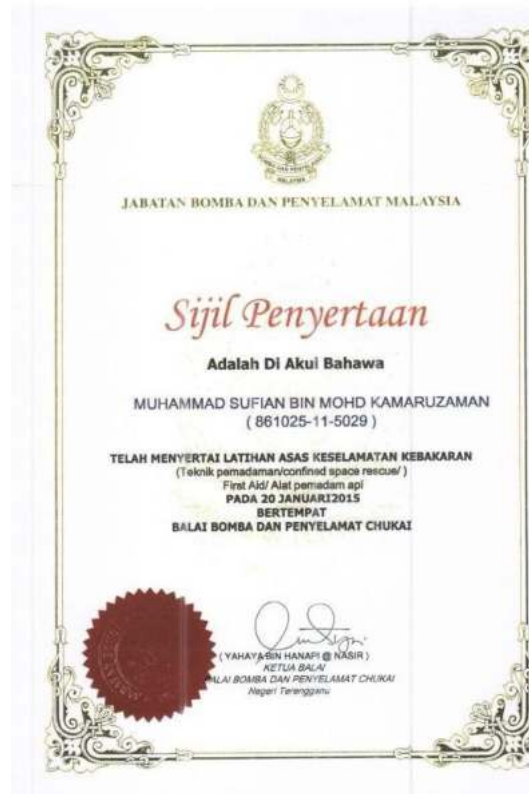 JABATAN BOMBA DAN PENYELAMAT MALAYSIA
Sijil Penyertaan
Adalah Di Akui Bahawa
MUHAMMAD SUFIAN BIN MOHD KAMARUZAMAN
( 861025-11-5029 )
TELAH MENYERTAI LATIHAN ASAS KESELAMATAN KEBAKARAN
(Teknik pemadaman/confined space rescue/ )
First Aid/ Alat pemadam api
PADA 20 JANUARI2015
BERTEMPAT
BALAI BOMBA DAN PENYELAMAT CHUKAI
( YAHAYA BIN HANAFI @ NASIR )
KETUA BALAI
BOMBA DAN PENYELAMAT CHUKAI
Negeri Terengganu